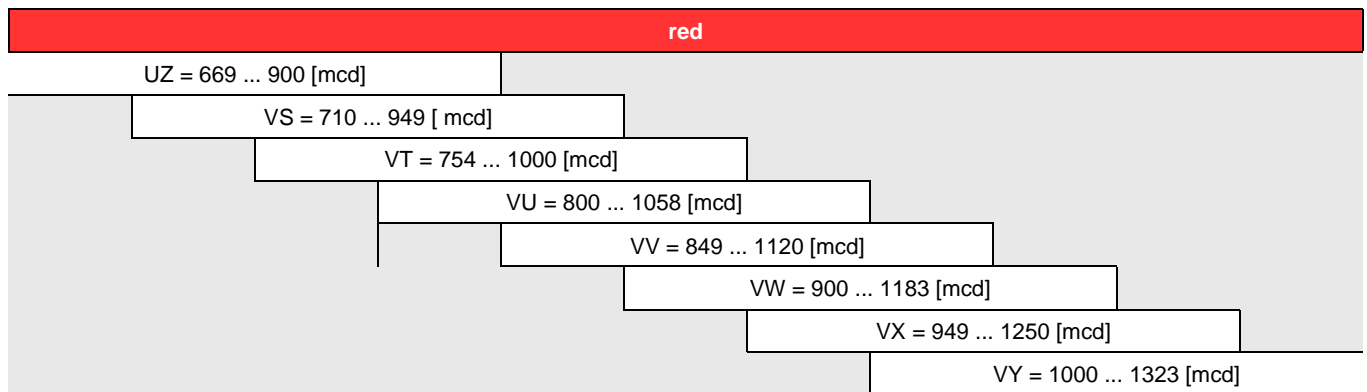 red
UZ = 669 ... 900 [mcd]
VS = 710 ... 949 [ mcd]
VT = 754 ... 1000 [mcd]
VU = 800 ... 1058 [mcd]
VV = 849 ... 1120 [mcd]
VW = 900 ... 1183 [mcd]
VX = 949 ... 1250 [mcd]
VY = 1000 ... 1323 [mcd]